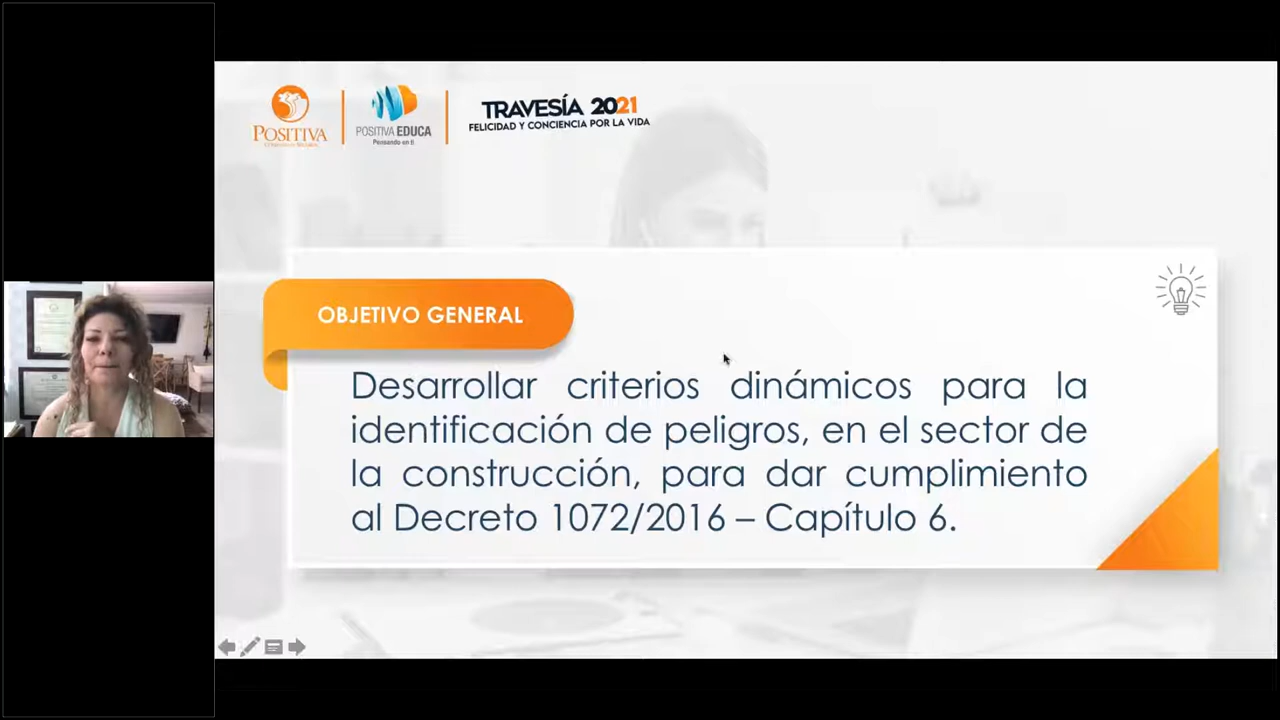 POSITIVA
POSITIVA EDUCA
Pensando en ti
TRAVESÍA 2021
FELICIDAD Y CONCIENCIA POR LA VIDA
OBJETIVO GENERAL
Desarrollar criterios dinámicos para la
identificación de peligros, en el sector de
la construcción, para dar cumplimiento
al Decreto 1072/2016 – Capítulo 6.